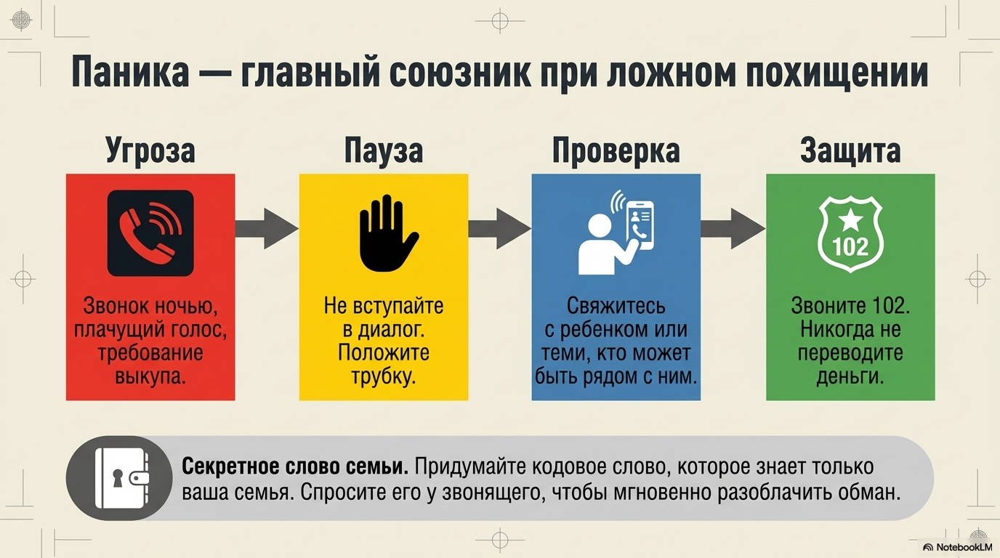 Паника — главный союзник при ложном похищении
Угроза
Звонок ночью,
плачущий голос,
требование
выкупа.
Пауза
Не вступайте
в диалог.
Положите
трубку.
Проверка
Свяжитесь
с ребенком или
теми, кто может
быть рядом с ним.
Защита
102
Звоните 102.
Никогда не
переводите
деньги.
Секретное слово семьи. Придумайте кодовое слово, которое знает только
ваша семья. Спросите его у звонящего, чтобы мгновенно разоблачить обман.
NotebookLM